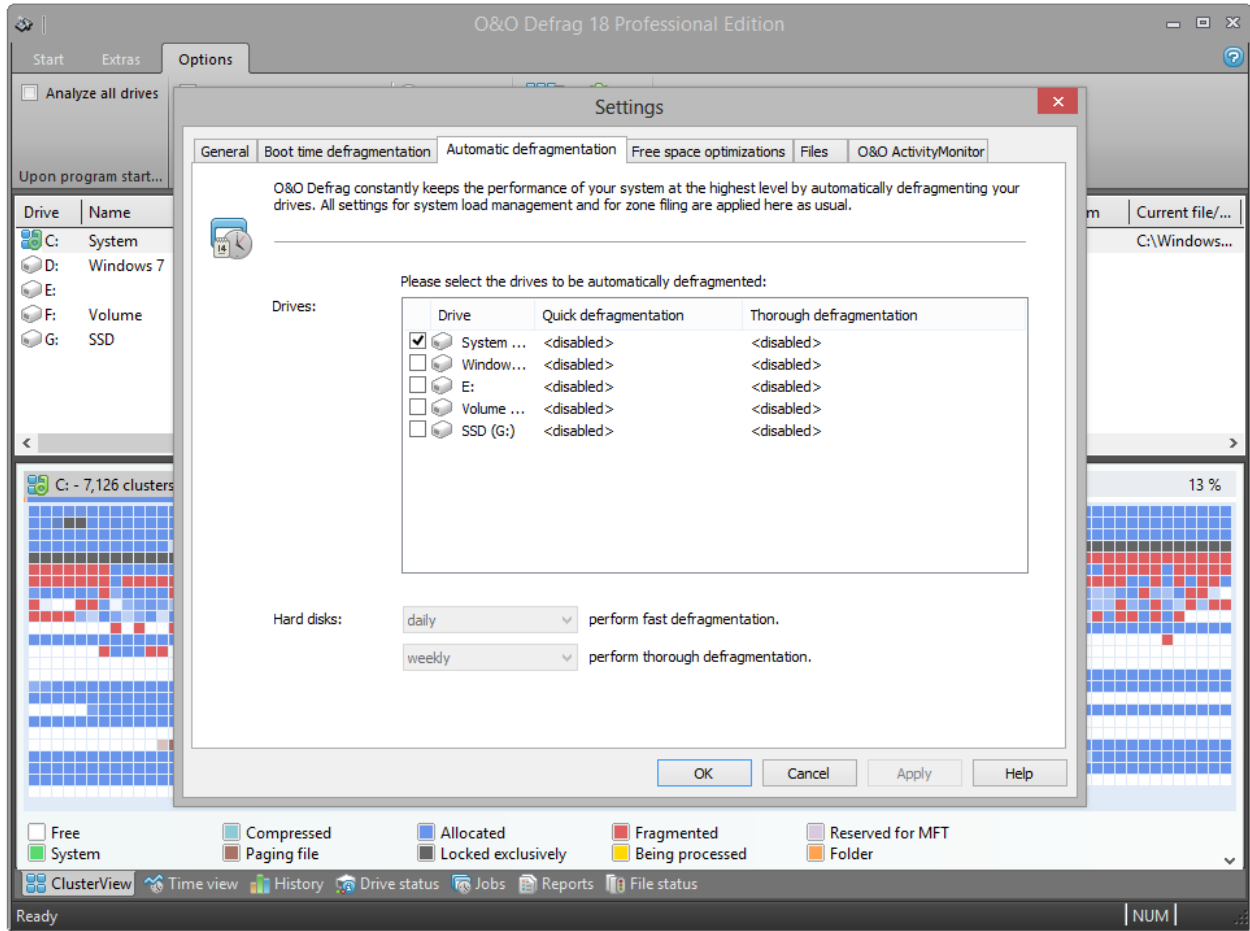 O&O Defrag 18 Professional Edition
Start Extras Options
Analyze all drives
Upon program start...
Settings
General Boot time defragmentation Automatic defragmentation Free space optimizations Files O&O ActivityMonitor
O&O Defrag constantly keeps the performance of your system at the highest level by automatically defragmenting your
drives. All settings for system load management and for zone filing are applied here as usual.
14
Drive Name m Current file/...
C: System C:\Windows...
D: Windows 7
E:
F: Volume
G: SSD
Please select the drives to be automatically defragmented:
Drives:
Drive Quick defragmentation Thorough defragmentation
System ... <disabled> <disabled>
Window... <disabled> <disabled>
E: <disabled> <disabled>
Volume ... <disabled> <disabled>
SSD (G:) <disabled> <disabled>
Hard disks: daily perform fast defragmentation.
weekly perform thorough defragmentation.
OK Cancel Apply Help
C: - 7,126 clusters 13 %
Free Compressed Allocated Fragmented Reserved for MFT
System Paging file Locked exclusively Being processed Folder
ClusterView Time view History Drive status Jobs Reports File status
Ready NUM